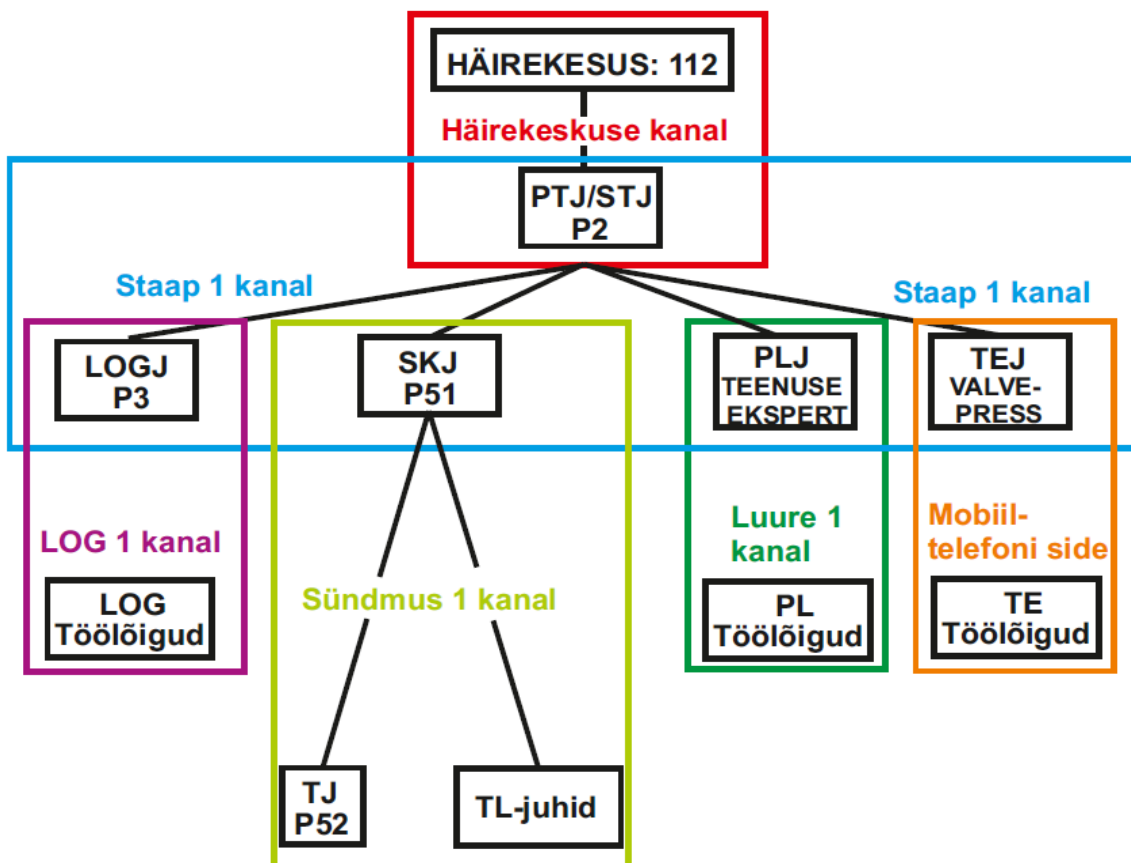 HÄIREKESUS: 112
Häirekeskuse kanal
PTJ/STJ
P2
Staap 1 kanal
Staap 1 kanal
LOGJ
P3
SKJ
P51
PLJ
TEENUSE
EKSPERT
TEJ
VALVE-
PRESS
LOG 1 kanal
Sündmus 1 kanal
Luure 1
kanal
Mobiil-
telefoni side
LOG
Töölõigud
PL
Töölõigud
TE
Töölõigud
TJ
P52
TL-juhid